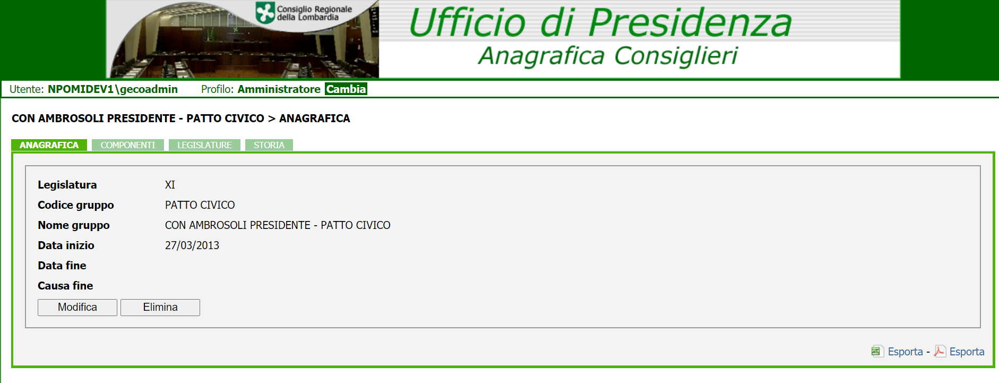 Consiglio Regionale
della Lombardia
Ufficio di Presidenza
Anagrafica Consiglieri
Utente: NPOMIDEV1\gecoadmin Profilo: Amministratore Cambia
CON AMBROSOLI PRESIDENTE - PATTO CIVICO > ANAGRAFICA
ANAGRAFICA COMPONENTI LEGISLATURE STORIA
Legislatura XI
Codice gruppo PATTO CIVICO
Nome gruppo CON AMBROSOLI PRESIDENTE - PATTO CIVICO
Data inizio 27/03/2013
Data fine
Causa fine
Modifica Elimina
Esporta - Esporta